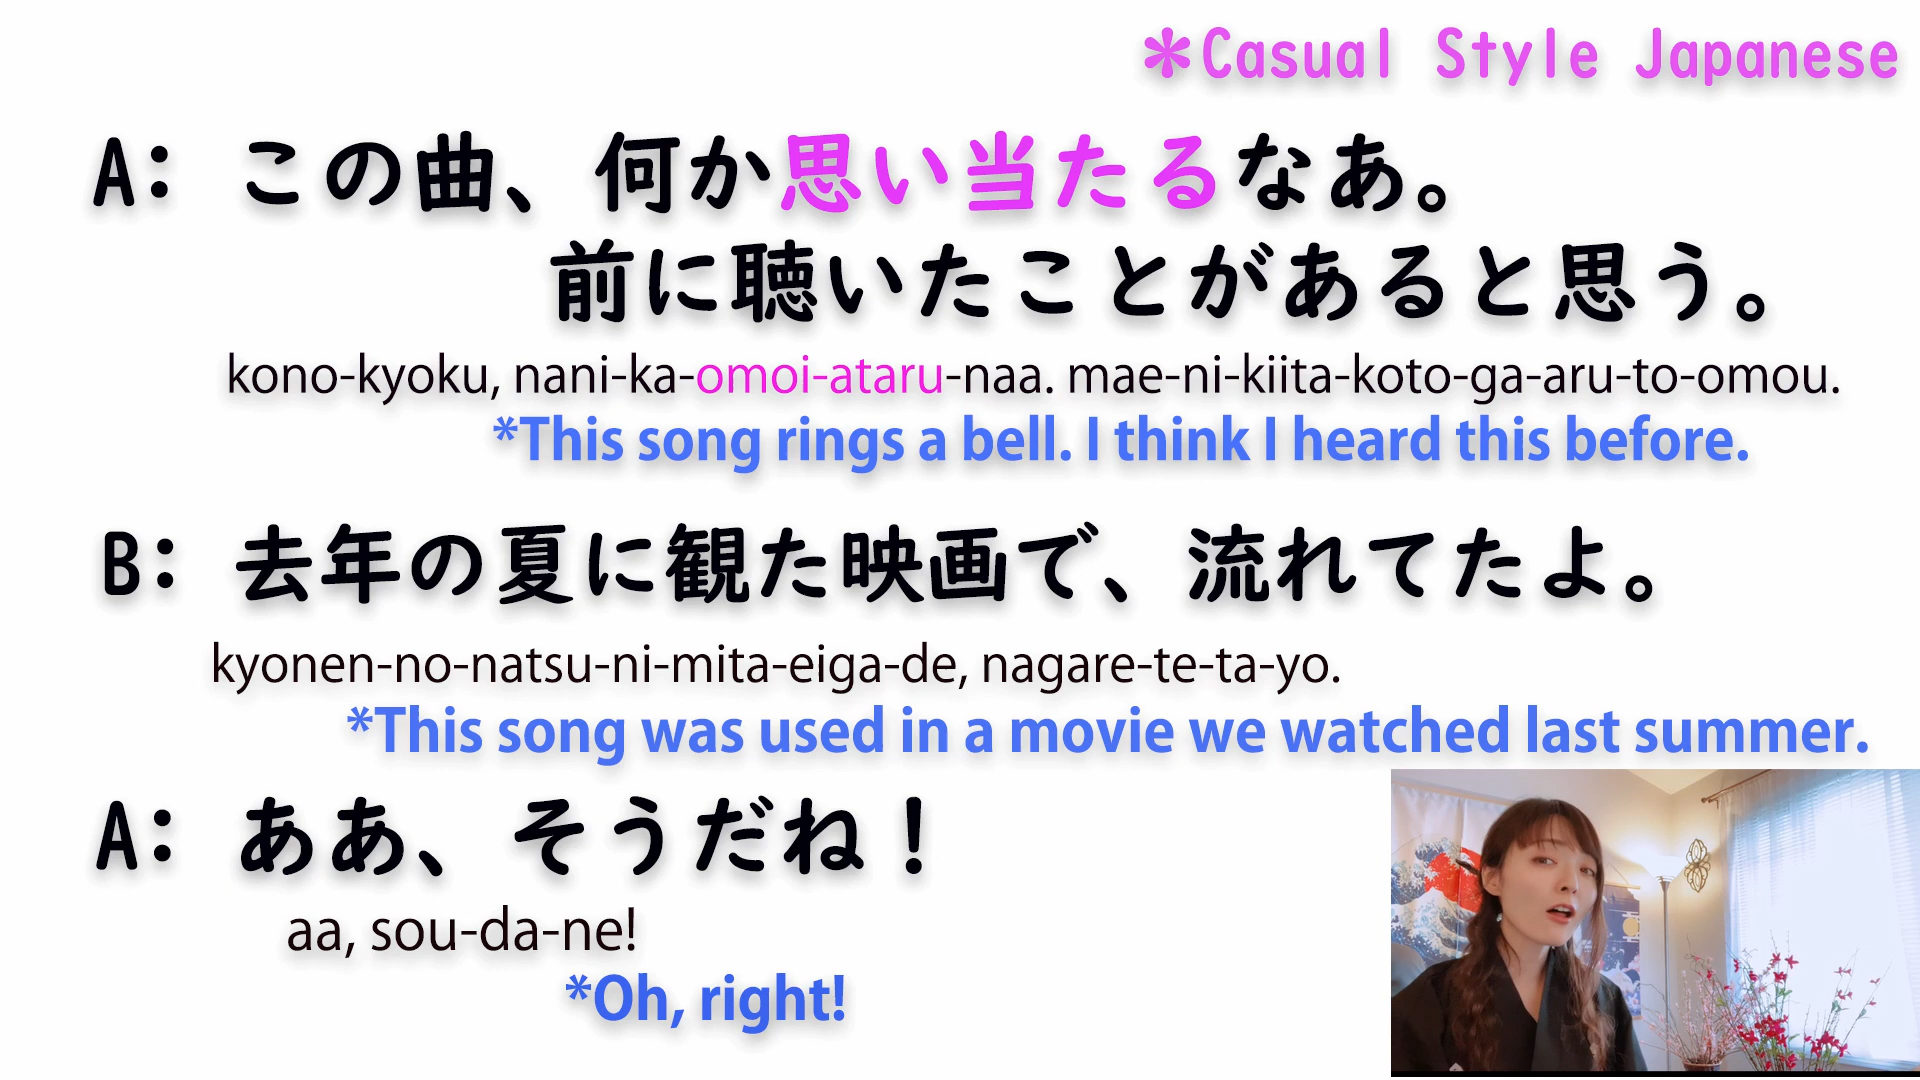 *Casual Style Japanese
A: この曲、何か思い当たるなあ。
前に聴いたことがあると思う。
kono-kyoku, nani-ka-omoi-ataru-naa. mae-ni-kiita-koto-ga-aru-to-omou.
*This song rings a bell. I think I heard this before.
B: 去年の夏に観た映画で、流れてたよ。
kyonen-no-natsu-ni-mita-eiga-de, nagare-te-ta-yo.
*This song was used in a movie we watched last summer.
A: ああ、そうだね！
aa, sou-da-ne!
*Oh, right!